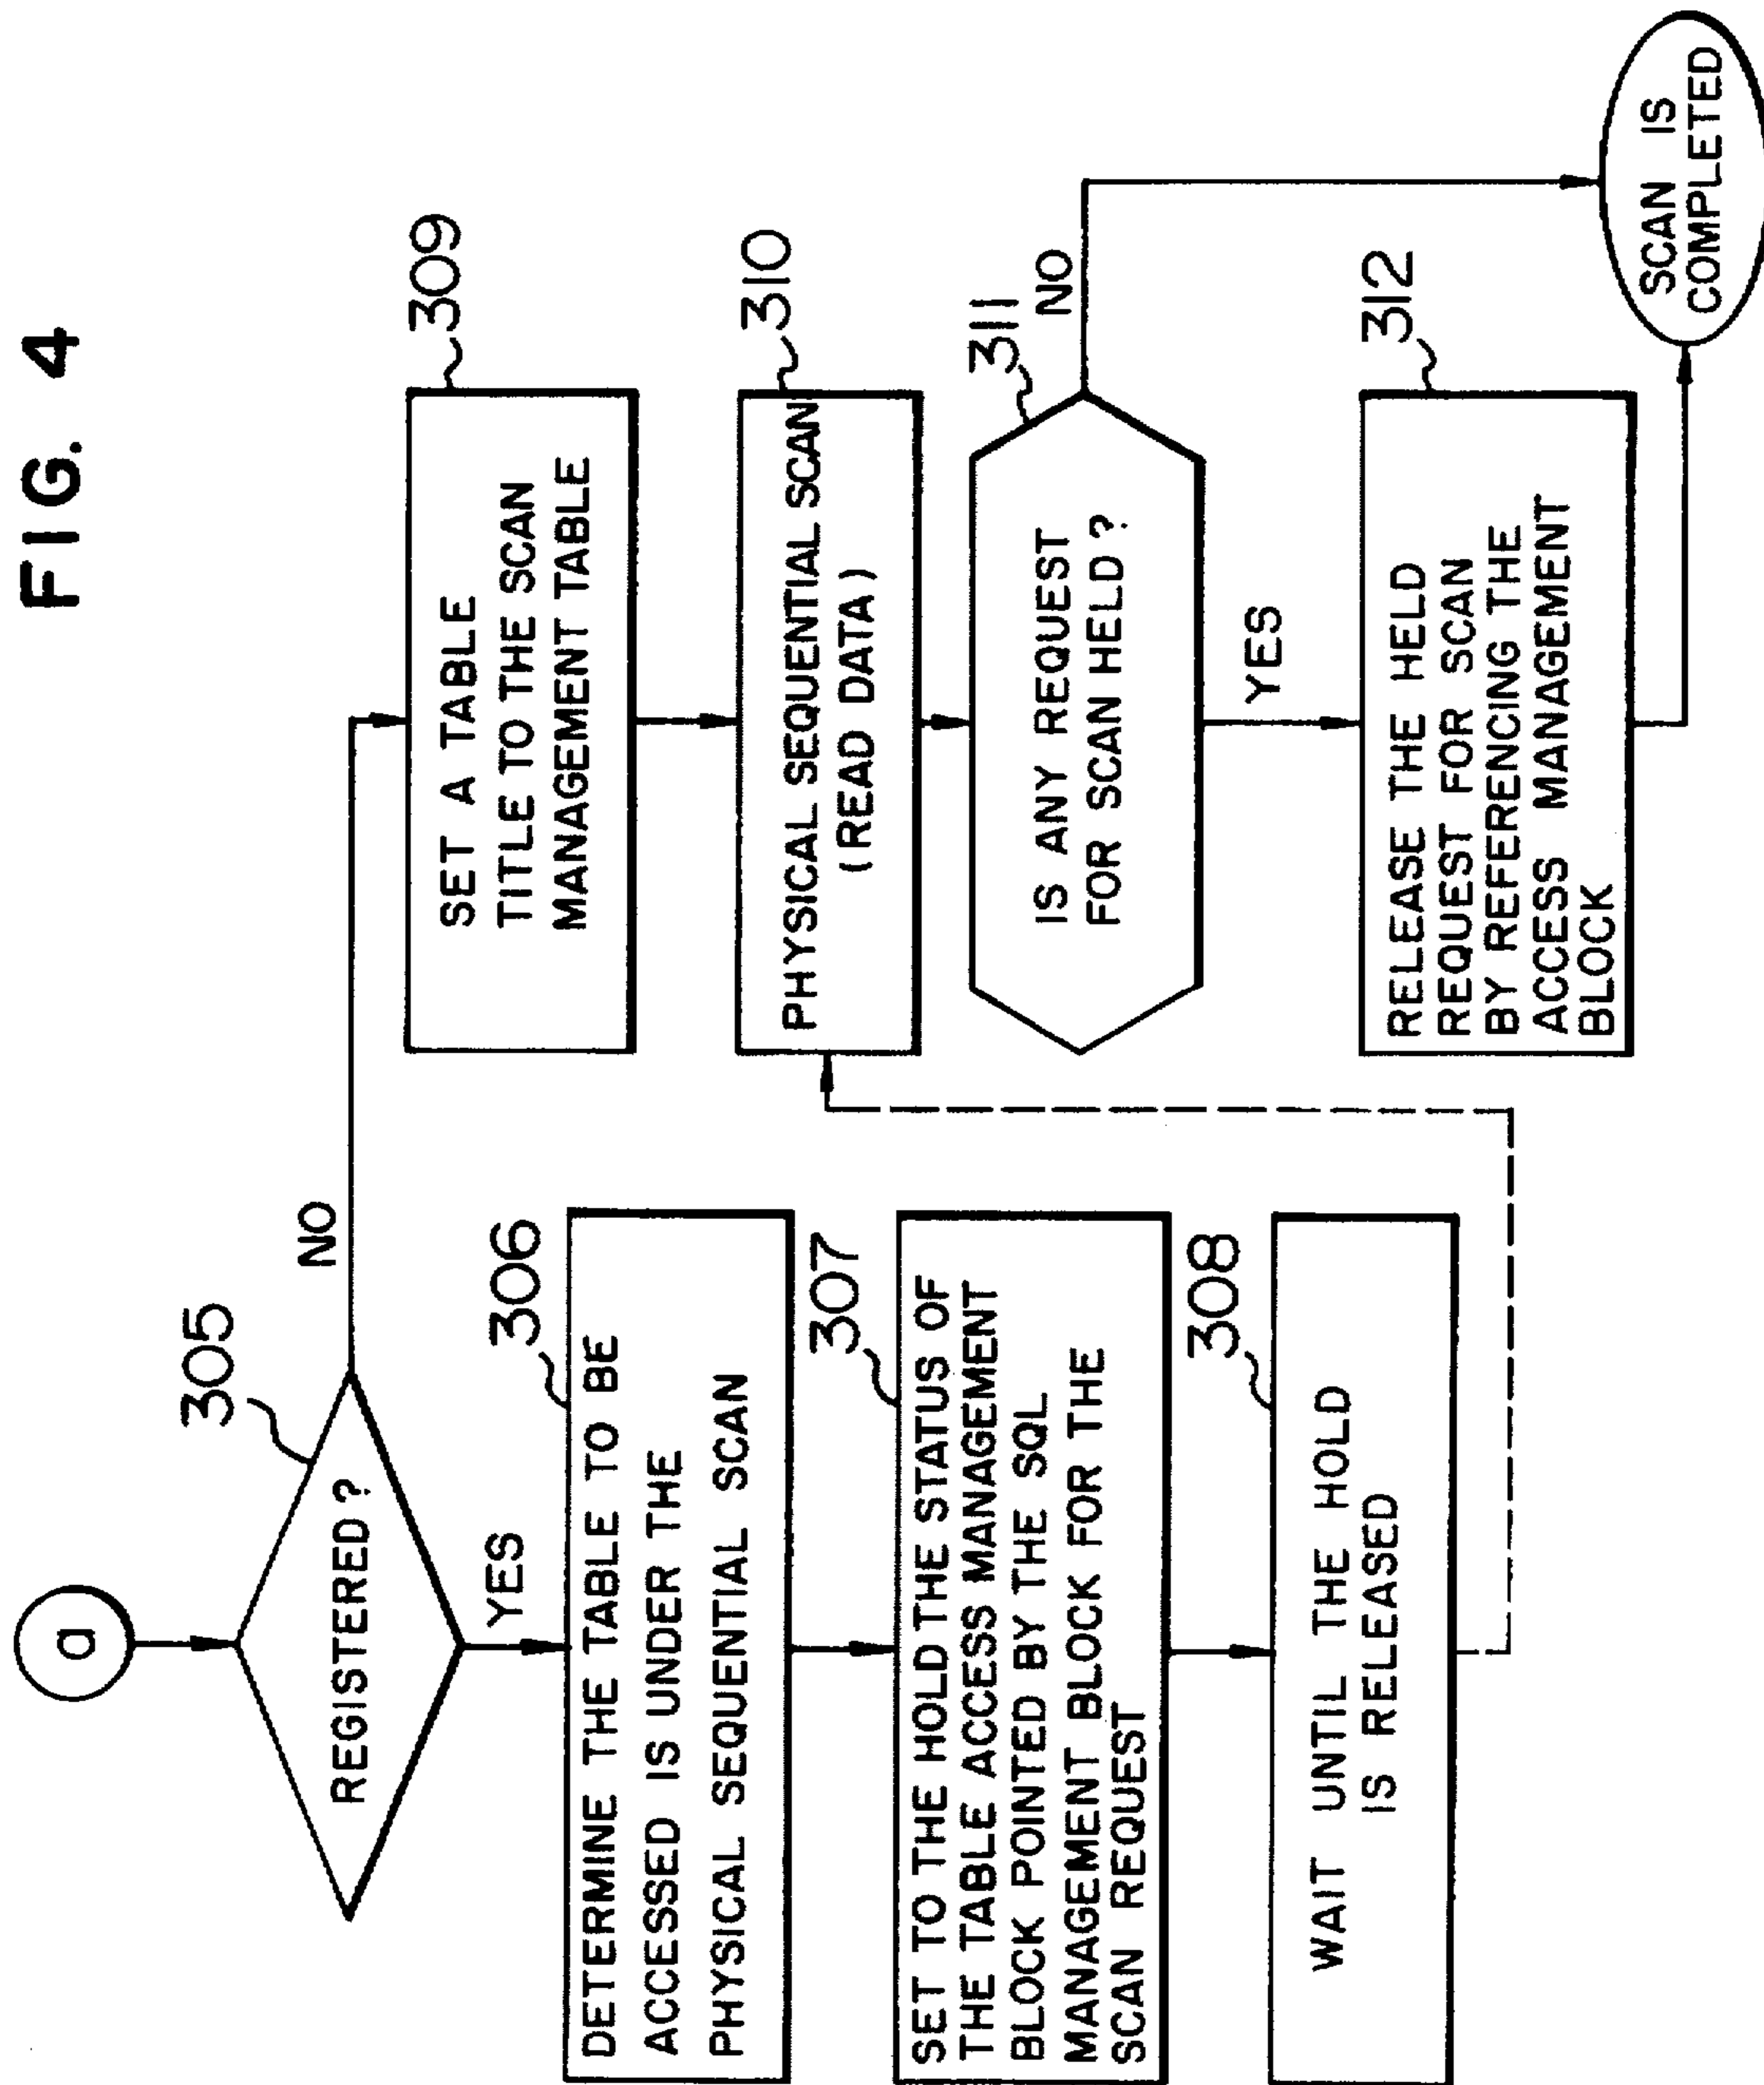 FIG. 4
a
305
REGISTERED ?
NO
YES
306
DETERMINE THE TABLE TO BE
ACCESSED IS UNDER THE
PHYSICAL SEQUENTIAL SCAN
307
SET TO THE HOLD THE STATUS OF
THE TABLE ACCESS MANAGEMENT
BLOCK POINTED BY THE SQL
MANAGEMENT BLOCK FOR THE
SCAN REQUEST
308
WAIT UNTIL THE HOLD
IS RELEASED
309
SET A TABLE
TITLE TO THE SCAN
MANAGEMENT TABLE
310
PHYSICAL SEQUENTIAL SCAN
(READ DATA)
311
IS ANY REQUEST
FOR SCAN HELD ?
NO
YES
312
RELEASE THE HELD
REQUEST FOR SCAN
BY REFERENCING THE
ACCESS MANAGEMENT
BLOCK
SCAN IS
COMPLETED